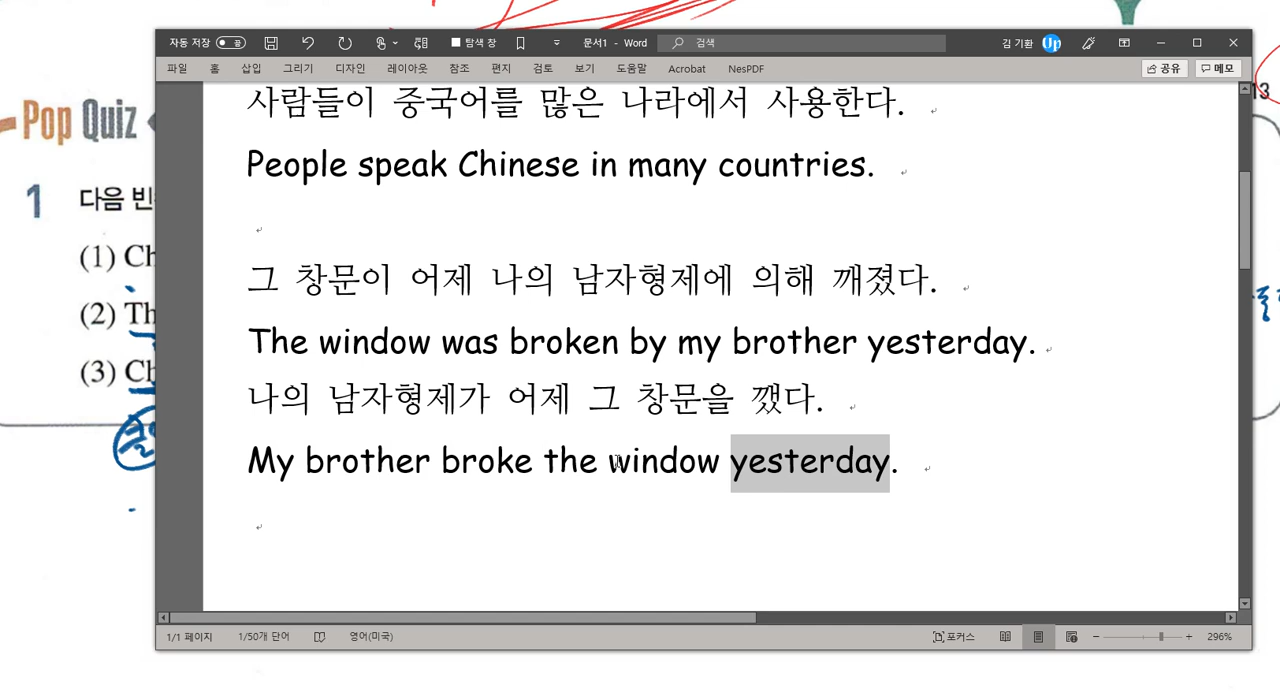 자동 저장 끔 탐색 창 문서1 - Word 검색 김 기환 Up
파일 홈 삽입 그리기 디자인 레이아웃 참조 편지 검토 보기 도움말 Acrobat NesPDF 공유 메모
사람들이 중국어를 많은 나라에서 사용한다.
13
Pop Quiz
People speak Chinese in many countries.
1 다음 빈
(1) Ch
그 창문이 어제 나의 남자형제에 의해 깨졌다.
(2) Th
The window was broken by my brother yesterday.
(3) Ch
나의 남자형제가 어제 그 창문을 깼다.
My brother broke the window yesterday.
1/1 페이지 1/50개 단어 영어(미국) 포커스 296%